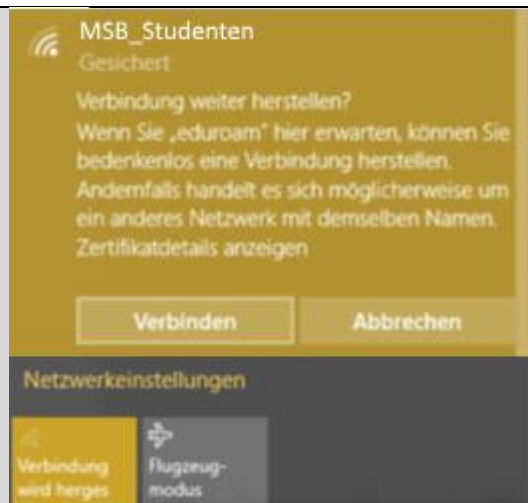 MSB_Studenten
Gesichert
Verbindung weiter herstellen?
Wenn Sie „eduroam" hier erwarten, können Sie
bedenkenlos eine Verbindung herstellen.
Andernfalls handelt es sich möglicherweise um
ein anderes Netzwerk mit demselben Namen.
Zertifikatdetails anzeigen
Verbinden Abbrechen
Netzwerkeinstellungen
Verbindung Flugzeug-
wird herges modus